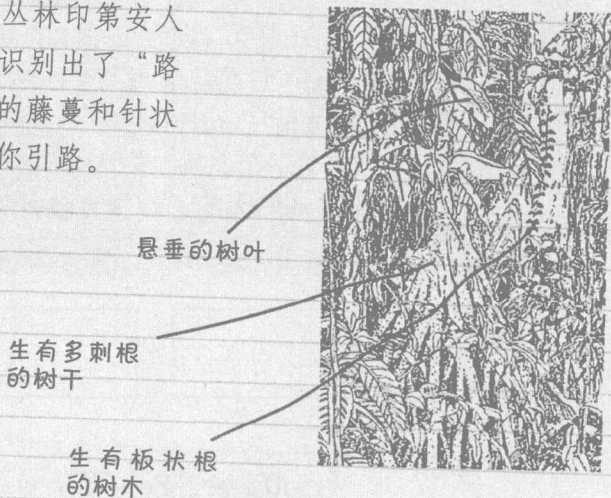 丛林印第安人
识别出了“路
的藤蔓和针状
你引路。
悬垂的树叶
生有多刺根
的树干
生有板状根
的树木